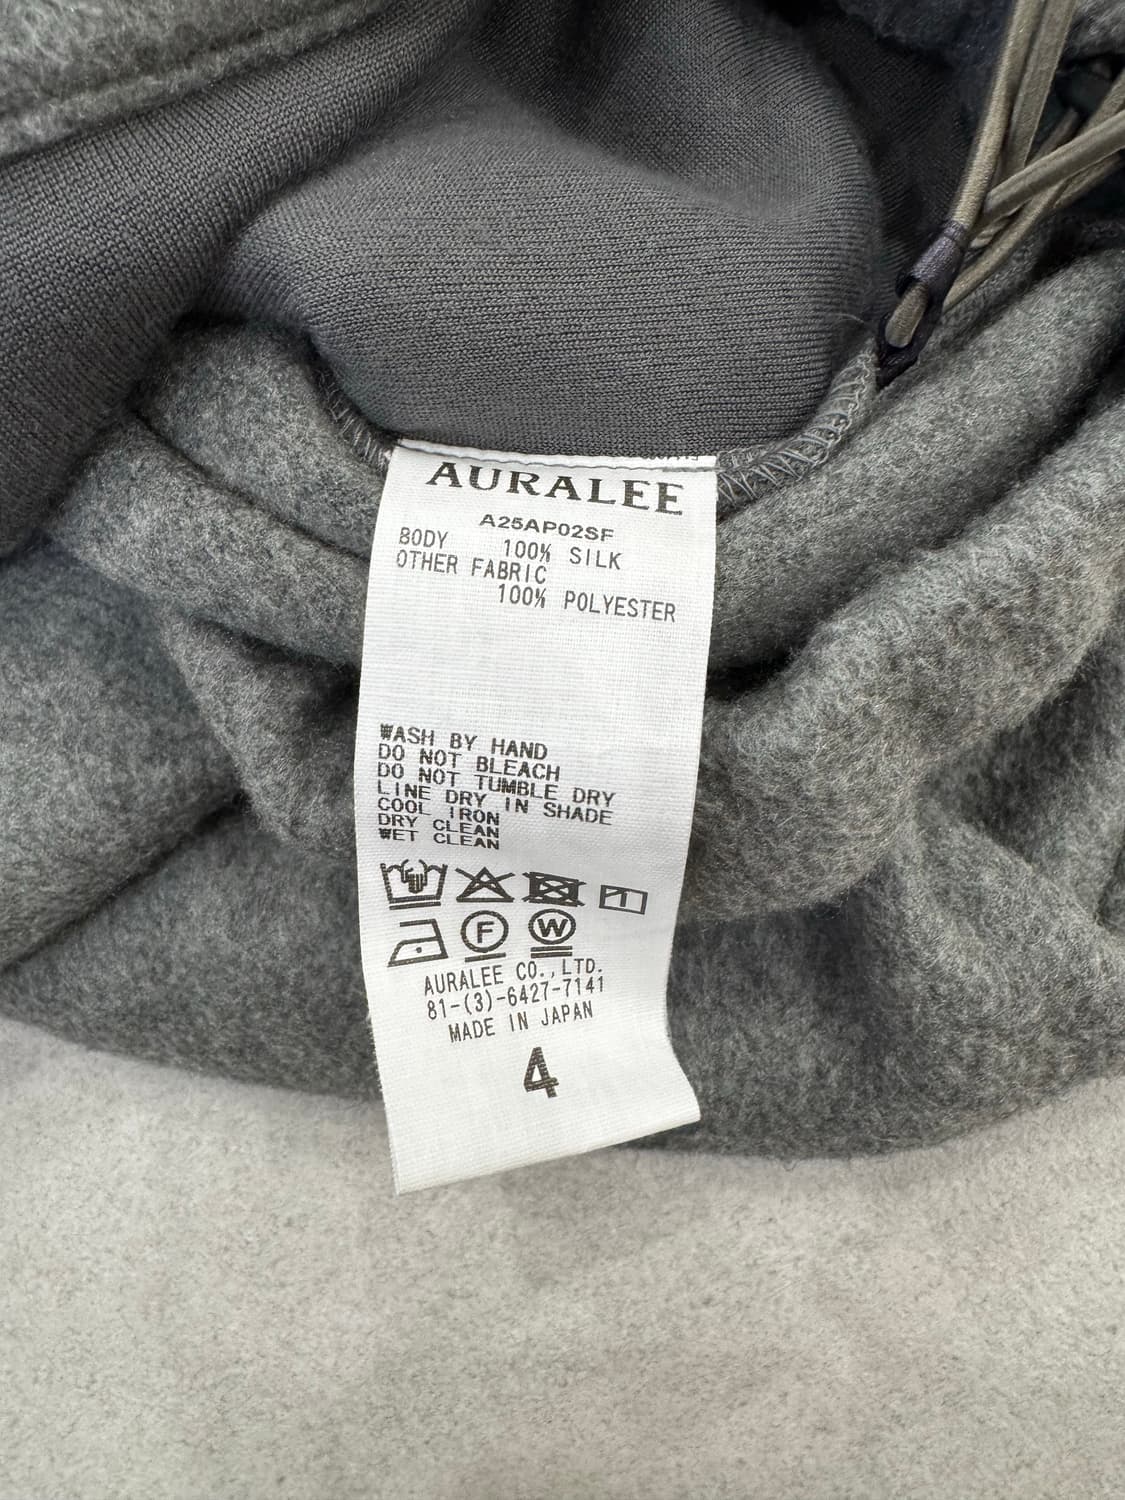 AURALEE
A25AP02SF
BODY 100% SILK
OTHER FABRIC
100% POLYESTER
WASH BY HAND
DO NOT BLEACH
DO NOT TUMBLE DRY
LINE DRY IN SHADE
COOL IRON
DRY CLEAN
WET CLEAN
F W
AURALEE CO.,LTD.
81-(3)-6427-7141
MADE IN JAPAN
4